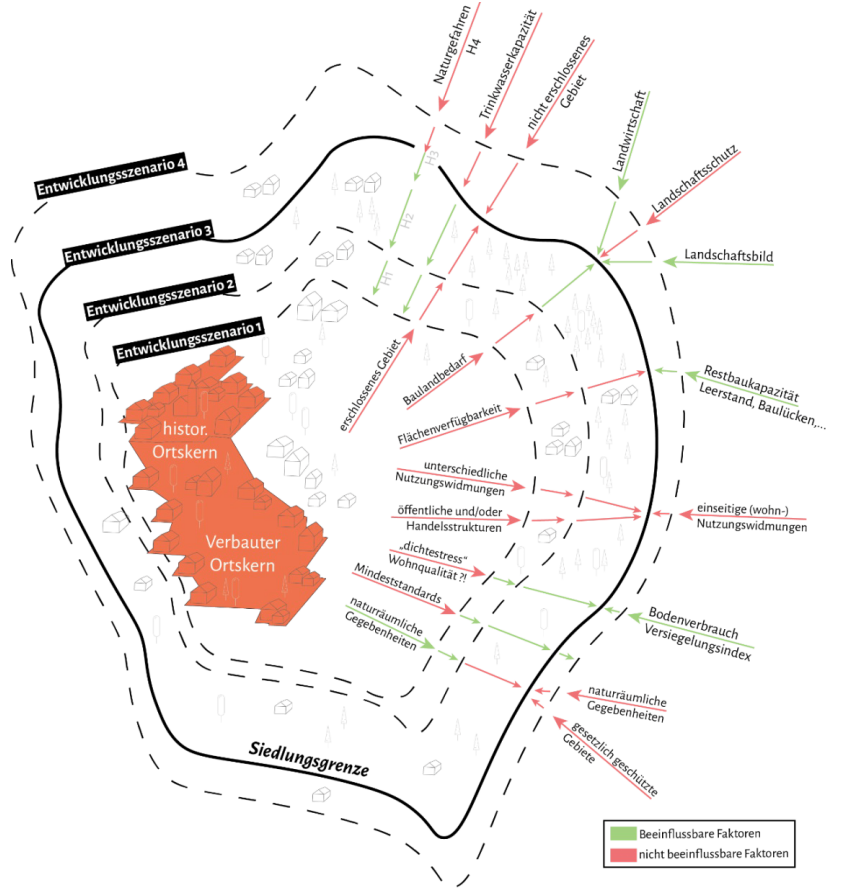 Naturgefahren
H4
Trinkwasserkapazität
nicht erschlossenes
Gebiet
Landwirtschaft
Landschaftsschutz
Landschaftsbild
H3
H2
H1
Entwicklungsszenario 4
Entwicklungsszenario 3
Entwicklungsszenario 2
Entwicklungsszenario 1
erschlossenes Gebiet
Baulandbedarf
Flächenverfügbarkeit
Restbaukapazität
Leerstand, Baulücken,...
histor.
Ortskern
Verbauter
Ortskern
unterschiedliche
Nutzungswidmungen
öffentliche und/oder
Handelsstrukturen
einseitige (wohn-)
Nutzungswidmungen
„dichtestress"
Wohnqualität ?!
Mindeststandards
naturräumliche
Gegebenheiten
Bodenverbrauch
Versiegelungsindex
naturräumliche
Gegebenheiten
gesetzlich geschützte
Gebiete
Siedlungsgrenze
Beeinflussbare Faktoren
nicht beeinflussbare Faktoren